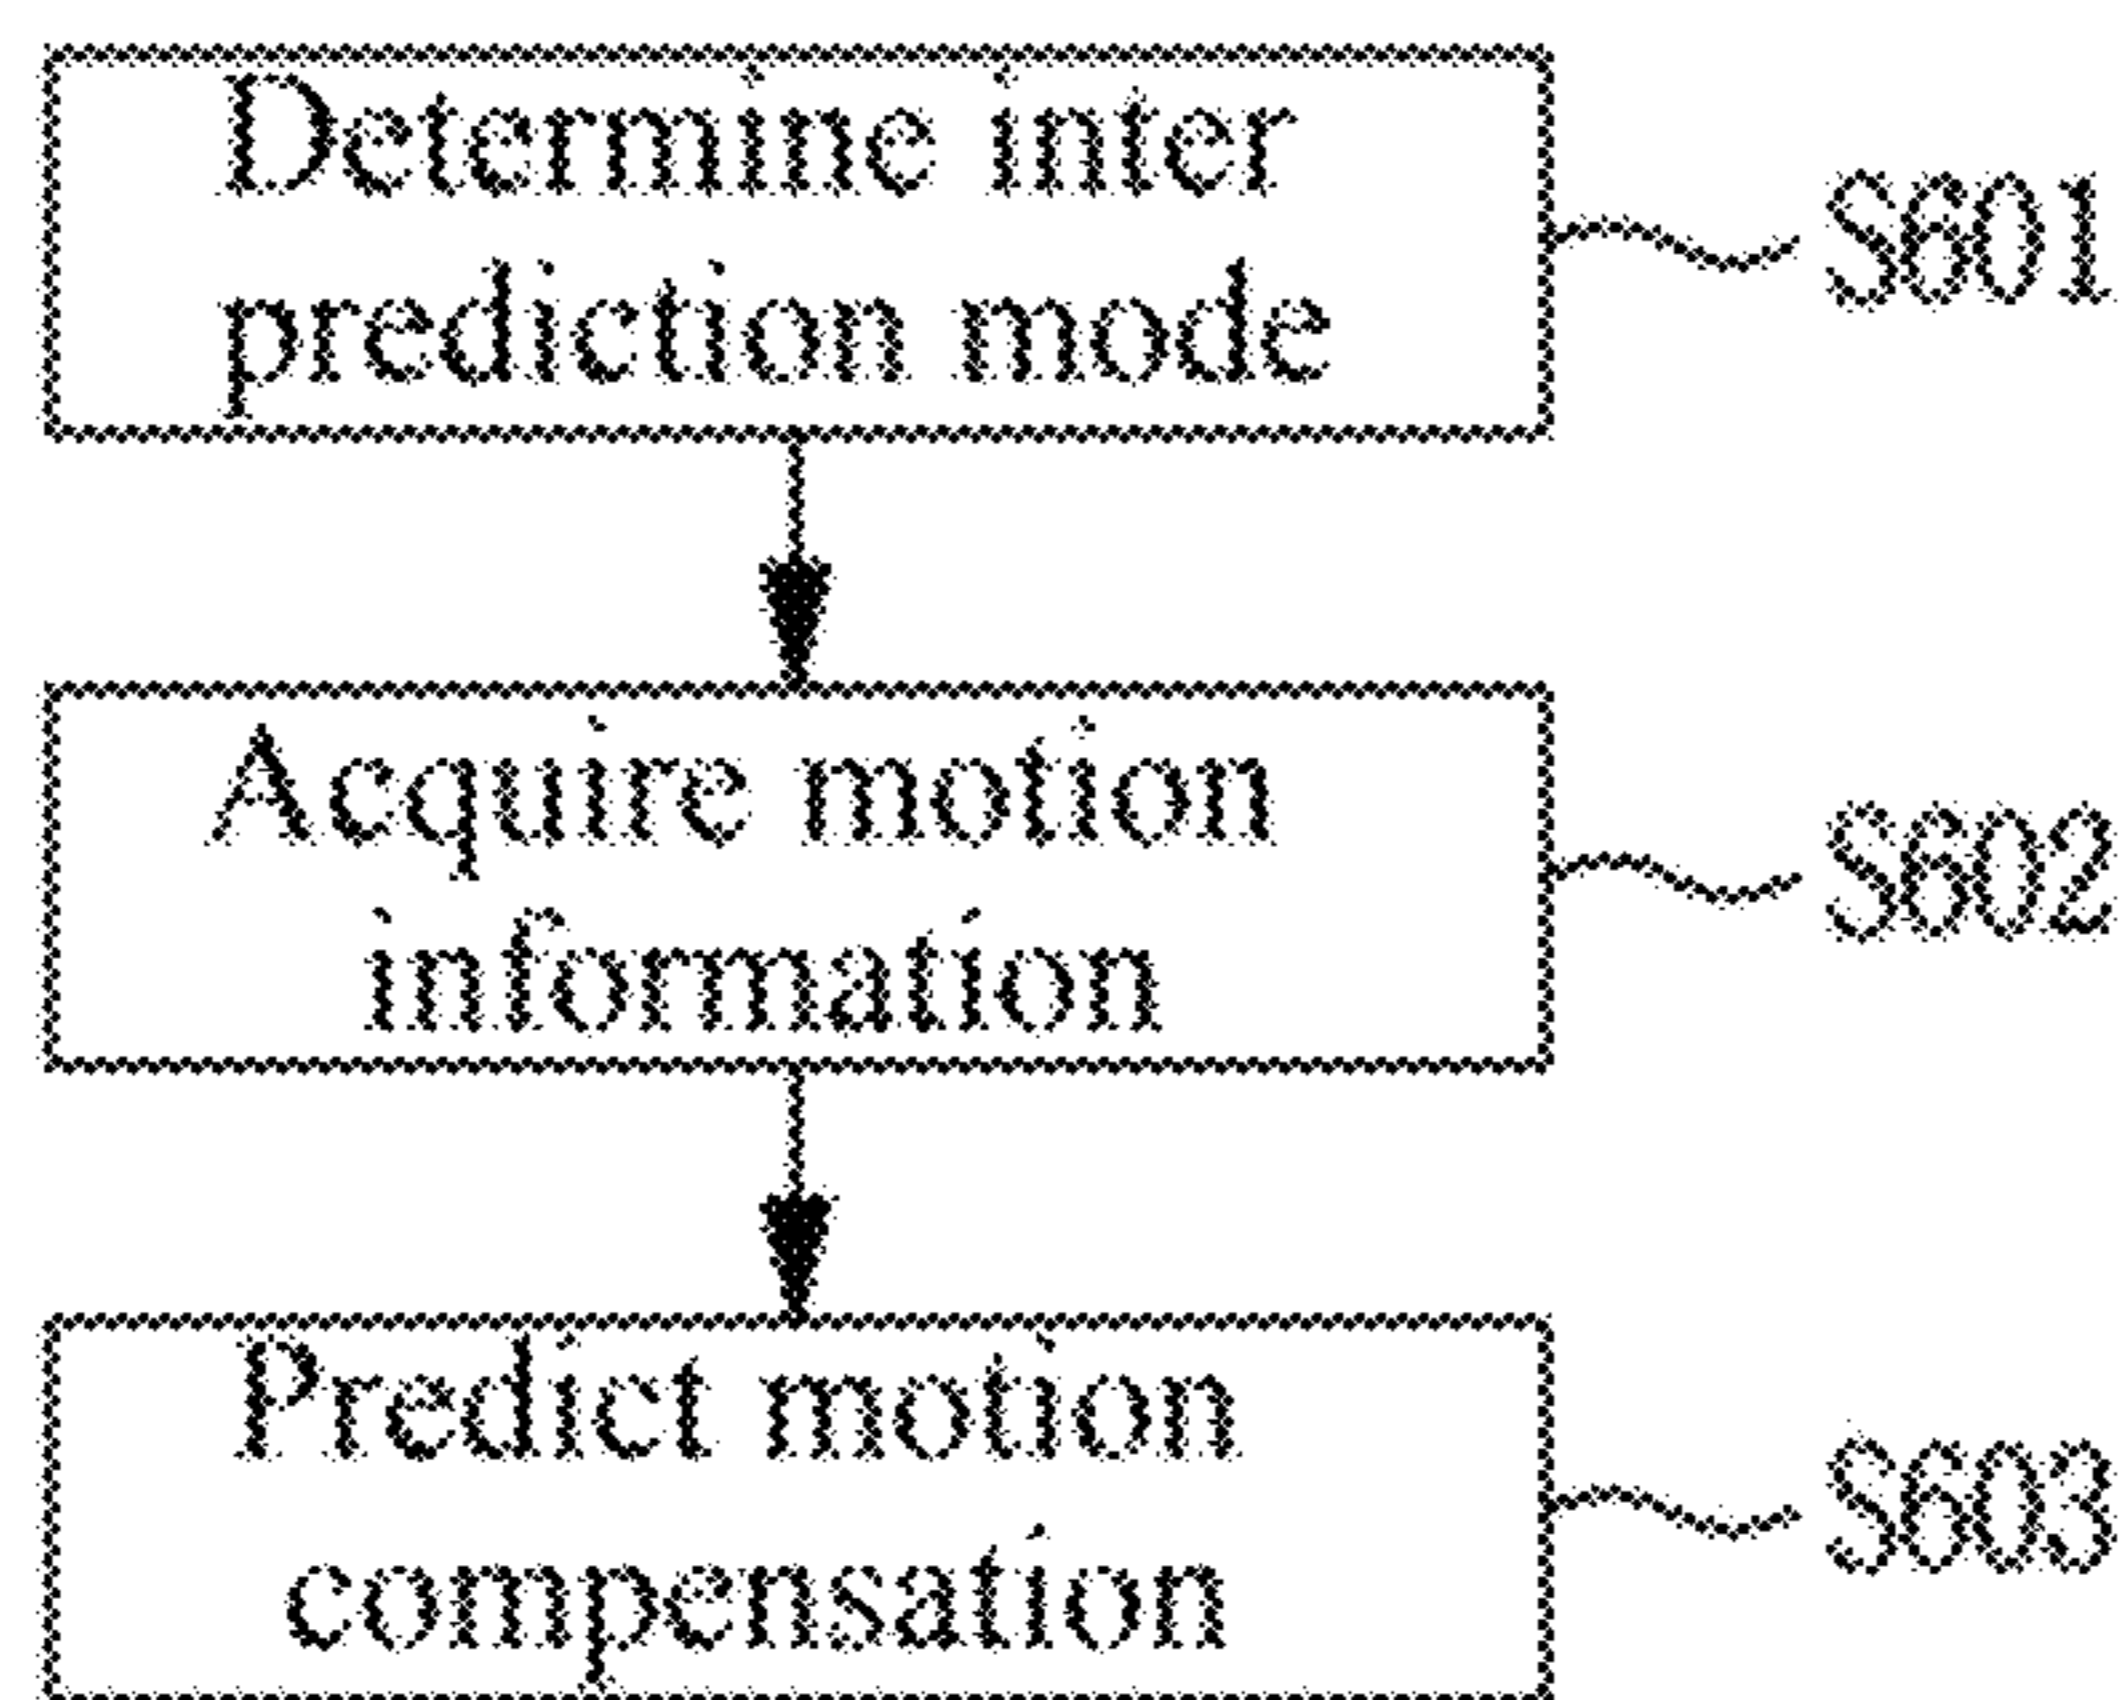 Determine inter
prediction mode
S601
Acquire motion
information
S602
Predict motion
compensation
S603